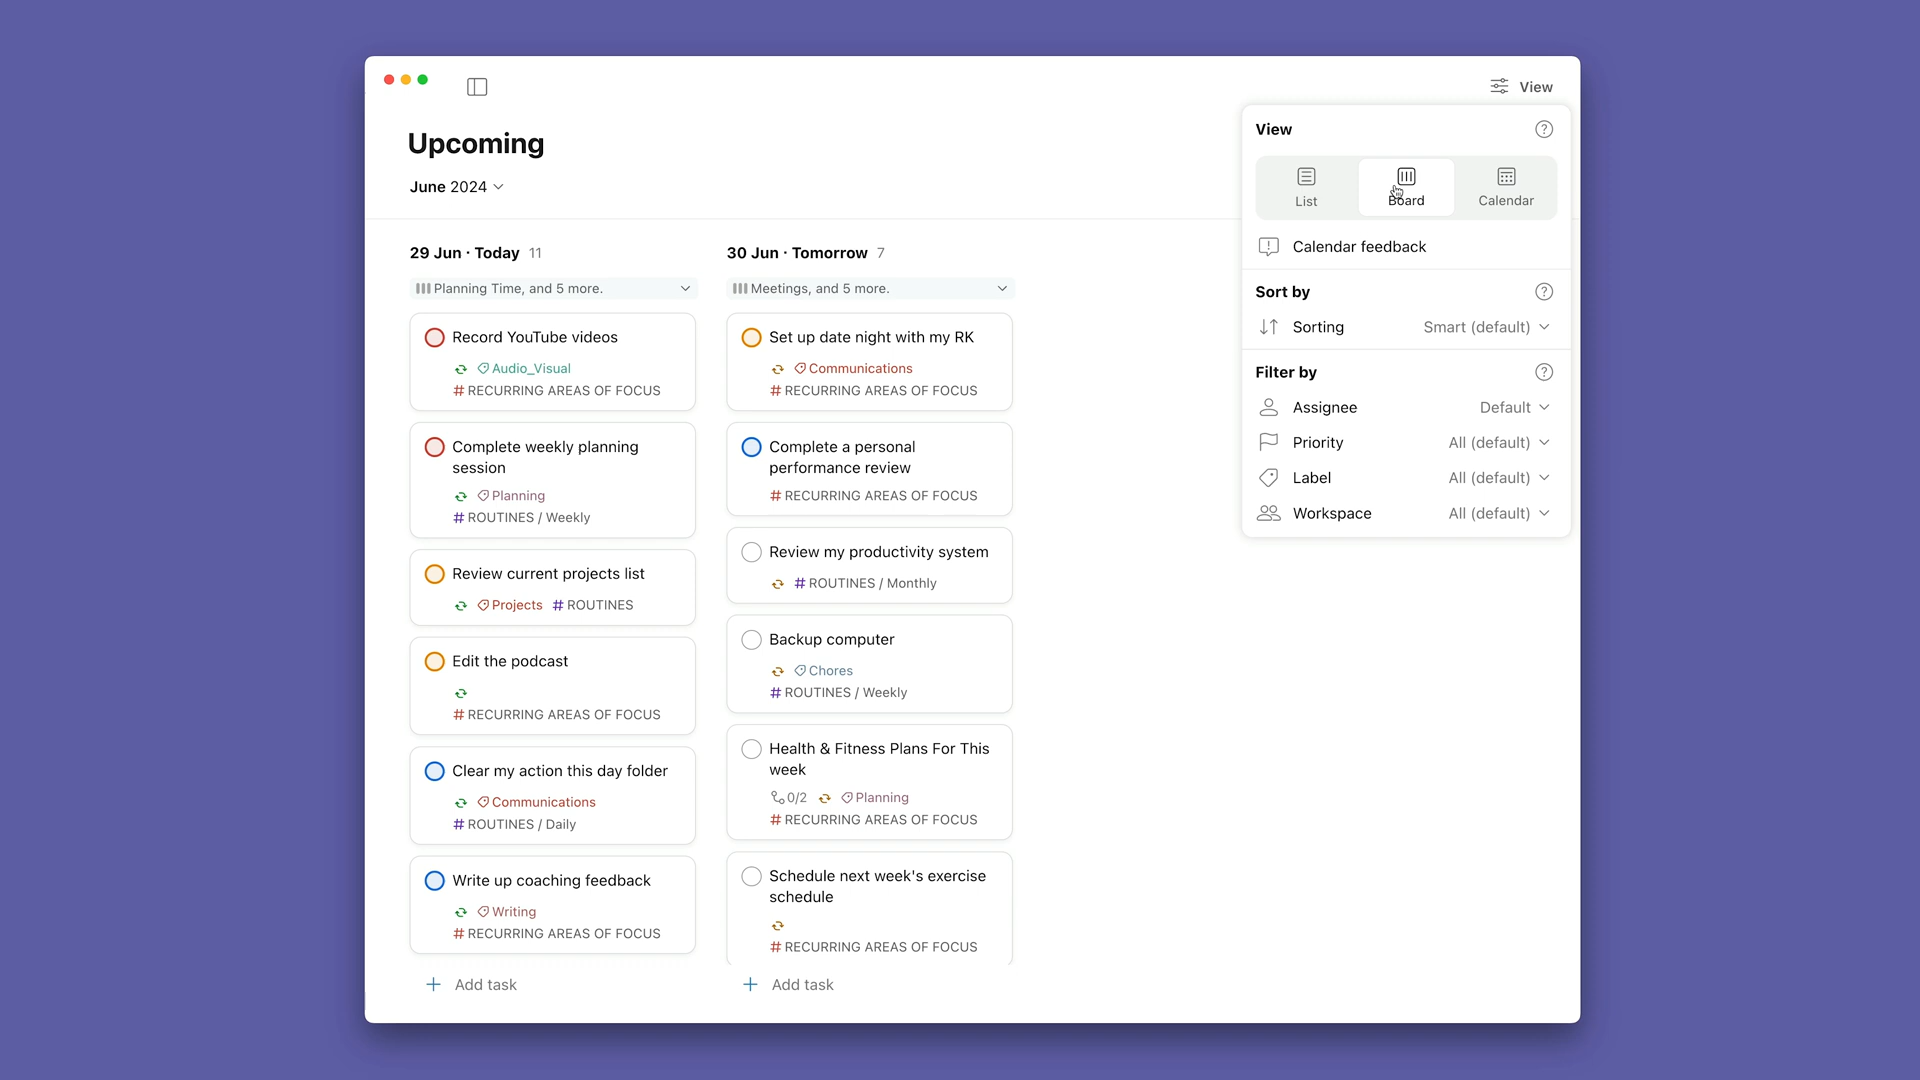 View
Upcoming
June 2024
29 Jun · Today 11
Planning Time, and 5 more.
Record YouTube videos
Audio_Visual
# RECURRING AREAS OF FOCUS
Complete weekly planning
session
Planning
# ROUTINES / Weekly
Review current projects list
Projects # ROUTINES
Edit the podcast
# RECURRING AREAS OF FOCUS
Clear my action this day folder
Communications
# ROUTINES / Daily
Write up coaching feedback
Writing
# RECURRING AREAS OF FOCUS
+ Add task
30 Jun · Tomorrow 7
Meetings, and 5 more.
Set up date night with my RK
Communications
# RECURRING AREAS OF FOCUS
Complete a personal
performance review
# RECURRING AREAS OF FOCUS
Review my productivity system
# ROUTINES / Monthly
Backup computer
Chores
# ROUTINES / Weekly
Health & Fitness Plans For This
week
0/2 Planning
# RECURRING AREAS OF FOCUS
Schedule next week's exercise
schedule
# RECURRING AREAS OF FOCUS
+ Add task
View ?
List
Board
Calendar
Calendar feedback
Sort by ?
Sorting Smart (default)
Filter by ?
Assignee Default
Priority All (default)
Label All (default)
Workspace All (default)